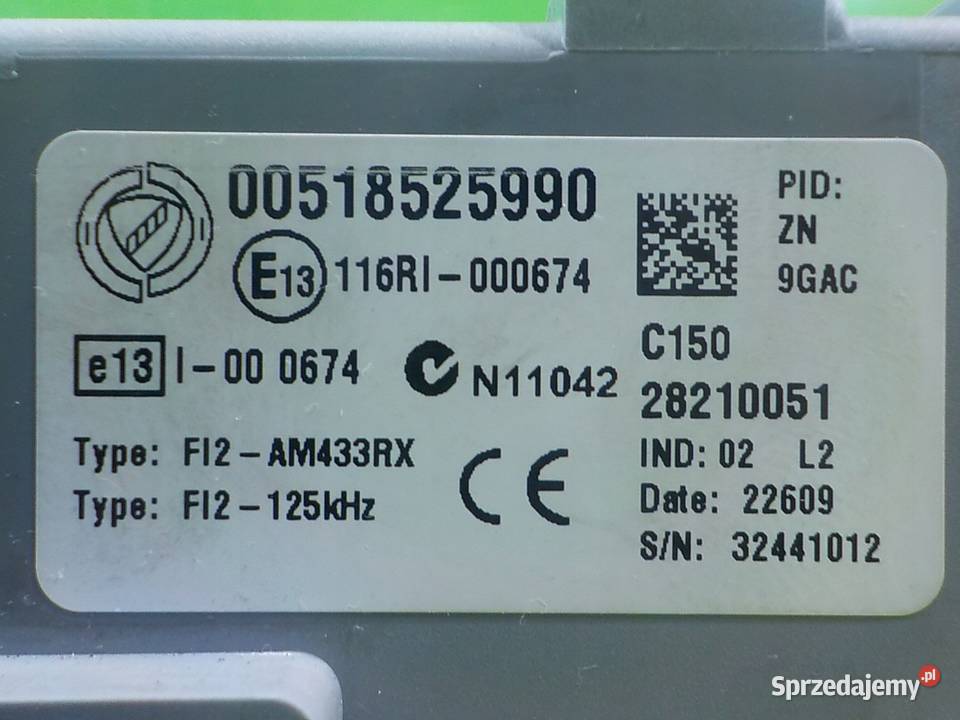 00518525990
E13 116RI-000674
e13 I-00 0674
N11042
Type: FI2-AM433RX
Type: FI2-125kHz
CE
PID:
ZN
9GAC
C150
28210051
IND: 02 L2
Date: 22609
S/N: 32441012
Sprzedajemy.pl